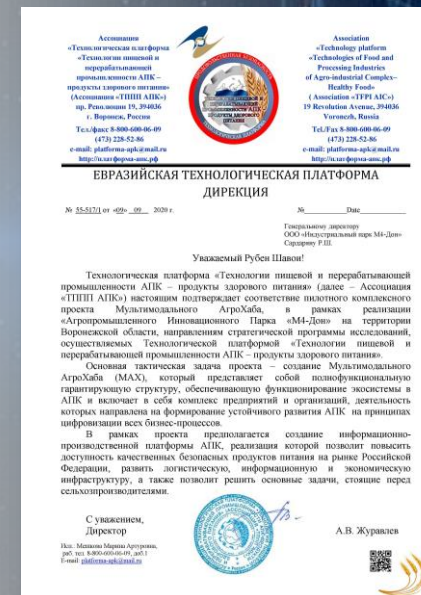 Ассоциация
«Технологическая платформа
«Технологии пищевой и
перерабатывающей
промышленности АПК –
продукты здорового питания»
(Ассоциация «ТППП АПК»)
пр. Революции 19, 394036
г. Воронеж, Россия
Тел./факс 8-800-600-06-09
(473) 228-52-86
e-mail: platforma-apk@mail.ru
http://платформа-апк.рф
Association
«Technology platform
«Technologies of Food and
Processing Industries
of Agro-industrial Complex–
Healthy Food»
( Association «TFPI AIC»)
19 Revolution Avenue, 394036
Voronezh, Russia
Tel./Fax 8-800-600-06-09
(473) 228-52-86
e-mail: platforma-apk@mail.ru
http://платформа-апк.рф
ЕВРАЗИЙСКАЯ ТЕХНОЛОГИЧЕСКАЯ ПЛАТФОРМА
ДИРЕКЦИЯ
№ 55-517/1 от «09» 09 2020 г.
№ Date
Генеральному директору
ООО «Индустриальный парк М4-Дон»
Сардаряну Р.Ш.
Уважаемый Рубен Шавои!
Технологическая платформа «Технологии пищевой и перерабатывающей
промышленности АПК – продукты здорового питания» (далее – Ассоциация
«ТППП АПК») настоящим подтверждает соответствие пилотного комплексного
проекта Мультимодального АгроХаба, в рамках реализации
«Агропромышленного Инновационного Парка «М4-Дон» на территории
Воронежской области, направлениям стратегической программы исследований,
осуществляемых Технологической платформой «Технологии пищевой и
перерабатывающей промышленности АПК – продукты здорового питания».
Основная тактическая задача проекта – создание Мультимодального
АгроХаба (МАХ), который представляет собой полнофункциональную
гарантирующую структуру, обеспечивающую функционирование экосистемы в
АПК и включает в себя комплекс предприятий и организаций, деятельность
которых направлена на формирование устойчивого развития АПК на принципах
цифровизации всех бизнес-процессов.
В рамках проекта предполагается создание информационно-
производственной платформы АПК, реализация которой позволит повысить
доступность качественных безопасных продуктов питания на рынке Российской
Федерации, развить логистическую, информационную и экономическую
инфраструктуру, а также позволит решить основные задачи, стоящие перед
сельхозпроизводителями.
С уважением,
Директор
А.В. Журавлев
Исп.: Мешкова Марина Артуровна,
раб. тел. 8-800-600-06-09, доб.1
E-mail: platforma-apk@mail.ru